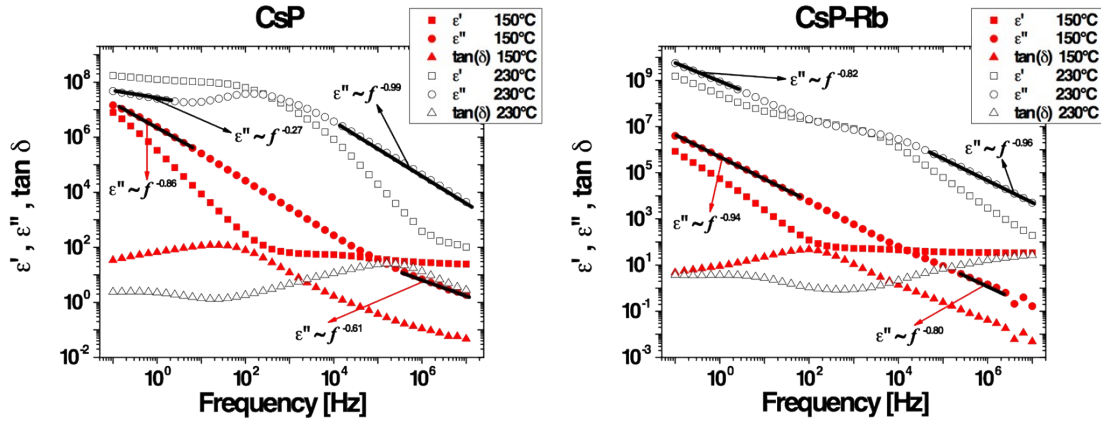 CsP
ε' 150°C
ε'' 150°C
tan(δ) 150°C
ε' 230°C
ε'' 230°C
tan(δ) 230°C
10^8
10^6
10^4
10^2
10^0
10^-2
ε' , ε'' , tan δ
ε'' ~ f^-0.99
ε'' ~ f^-0.27
ε'' ~ f^-0.86
ε'' ~ f^-0.61
10^0 10^2 10^4 10^6
Frequency [Hz]
CsP-Rb
ε' 150°C
ε'' 150°C
tan(δ) 150°C
ε' 230°C
ε'' 230°C
tan(δ) 230°C
10^9
10^7
10^5
10^3
10^1
10^-1
10^-3
ε' , ε'' , tan δ
ε'' ~ f^-0.82
ε'' ~ f^-0.96
ε'' ~ f^-0.94
ε'' ~ f^-0.80
10^0 10^2 10^4 10^6
Frequency [Hz]